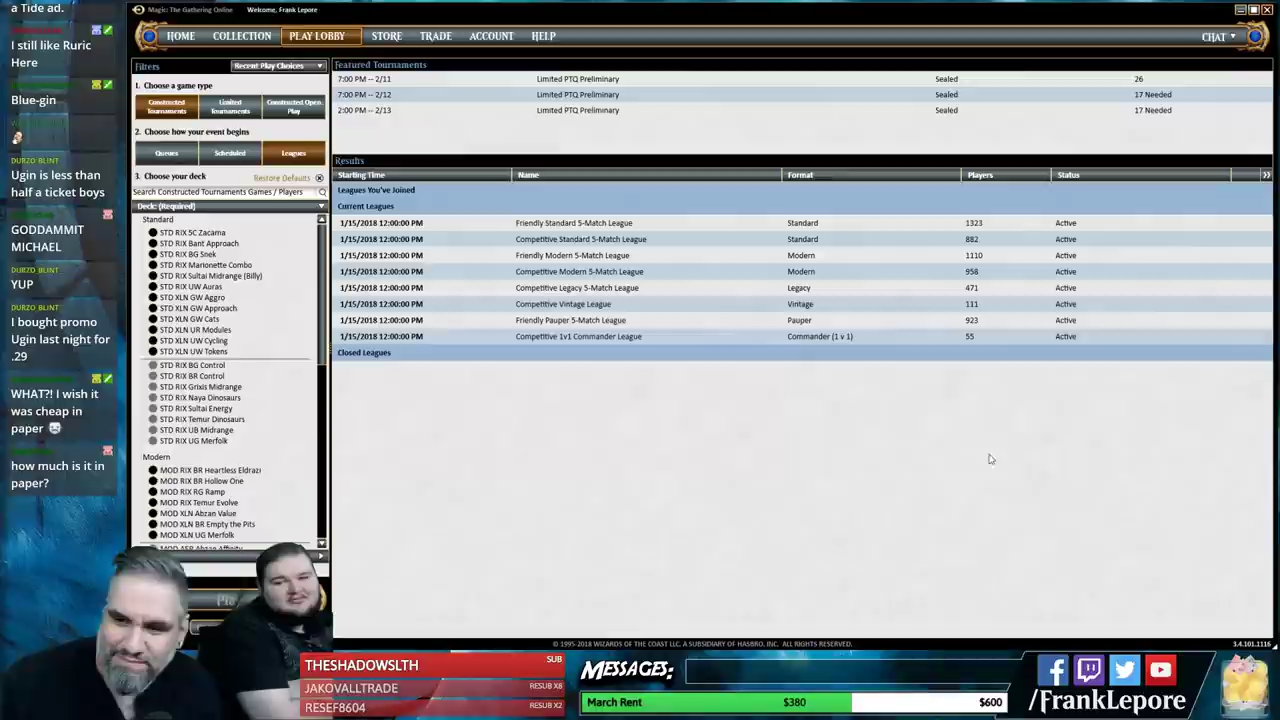 a Tide ad.
I still like Ruric
Here
Blue-gin
DURZO BLINT
Ugin is less than
half a ticket boys
GODDAMMIT
MICHAEL
DURZO BLINT
YUP
DURZO BLINT
I bought promo
Ugin last night for
.29
WHAT?! I wish it
was cheap in
paper
how much is it in
paper?
Magic: The Gathering Online Welcome, Frank Lepore
HOME COLLECTION PLAY LOBBY STORE TRADE ACCOUNT HELP CHAT
Filters Recent Play Choices
1. Choose a game type
Constructed Tournaments
Limited Tournaments
Constructed Open Play
2. Choose how your event begins
Queues Scheduled Leagues
3. Choose your deck Restore Defaults
Search Constructed Tournaments Games / Players
Deck: (Required)
Standard
STD RIX 5C Zacama
STD RIX Bant Approach
STD RIX BG Snek
STD RIX Marionette Combo
STD RIX Sultai Midrange (Billy)
STD RIX UW Auras
STD XLN GW Aggro
STD XLN GW Approach
STD XLN GW Cats
STD XLN UR Modules
STD XLN UW Cycling
STD XLN UW Tokens
STD RIX BG Control
STD RIX BR Control
STD RIX Grixis Midrange
STD RIX Naya Dinosaurs
STD RIX Sultai Energy
STD RIX Temur Dinosaurs
STD RIX UB Midrange
STD RIX UG Merfolk
Modern
MOD RIX BR Heartless Eldrazi
MOD RIX BR Hollow One
MOD RIX RG Ramp
MOD RIX Temur Evolve
MOD XLN Abzan Value
MOD XLN BR Empty the Pits
MOD XLN UG Merfolk
MOD AER Abzan Affinity
Featured Tournaments
7:00 PM -- 2/11 Limited PTQ Preliminary Sealed 26
7:00 PM -- 2/12 Limited PTQ Preliminary Sealed 17 Needed
2:00 PM -- 2/13 Limited PTQ Preliminary Sealed 17 Needed
Results
Starting Time Name Format Players Status
Leagues You've Joined
Current Leagues
1/15/2018 12:00:00 PM Friendly Standard 5-Match League Standard 1323 Active
1/15/2018 12:00:00 PM Competitive Standard 5-Match League Standard 882 Active
1/15/2018 12:00:00 PM Friendly Modern 5-Match League Modern 1110 Active
1/15/2018 12:00:00 PM Competitive Modern 5-Match League Modern 958 Active
1/15/2018 12:00:00 PM Competitive Legacy 5-Match League Legacy 471 Active
1/15/2018 12:00:00 PM Competitive Vintage League Vintage 111 Active
1/15/2018 12:00:00 PM Friendly Pauper 5-Match League Pauper 923 Active
1/15/2018 12:00:00 PM Competitive 1v1 Commander League Commander (1 v 1) 55 Active
Closed Leagues
© 1995-2018 WIZARDS OF THE COAST LLC, A SUBSIDIARY OF HASBRO, INC. ALL RIGHTS RESERVED. 3.4.101.1116
THESHADOWSLTH SUB
JAKOVALLTRADE RESUB X8
RESEF8604 RESUB X2
MESSAGES:
March Rent $380 $600
/FrankLepore